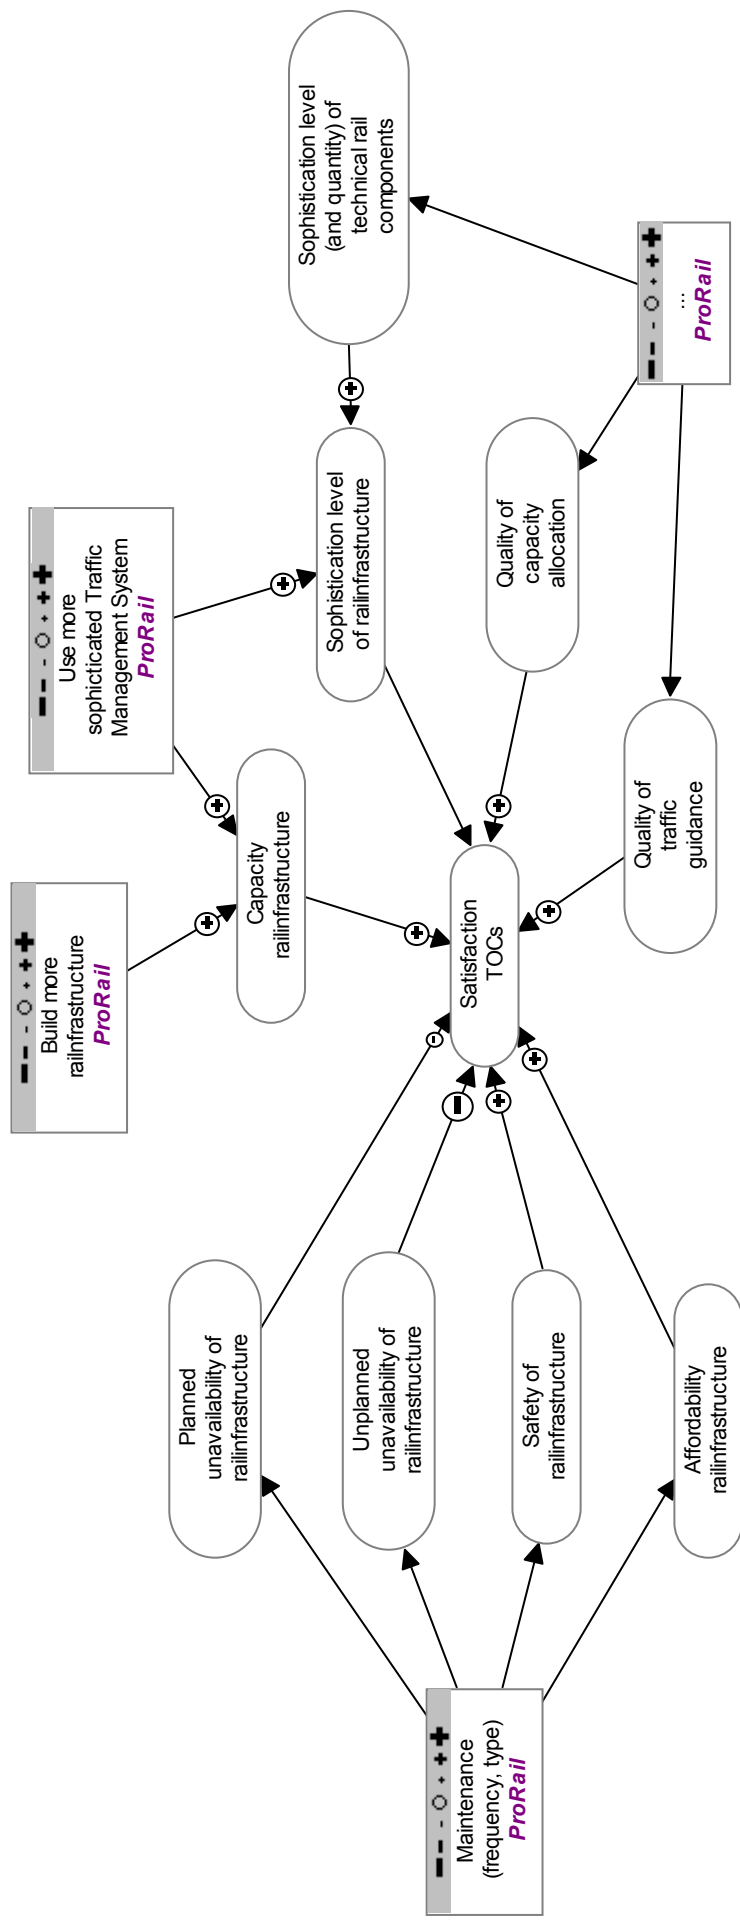 Build more
railnfrastructure
ProRail
Use more
sophicticated Traffic
Management System
ProRail
Planned
unavailability of
railinfrastructure
Capacity
railinfrastructure
Sophistication level
(and quantity) of
technical rail
components
Unplanned
unavailability of
railinfrastructure
Sophistication level
of railinfrastructure
Maintenance
(frequency, type)
ProRail
Satisfaction
TOCs
Safety of
railinfrastructure
Quality of
capacity
allocation
Affordability
railinfrastructure
Quality of
traffic
guidance
...
ProRail